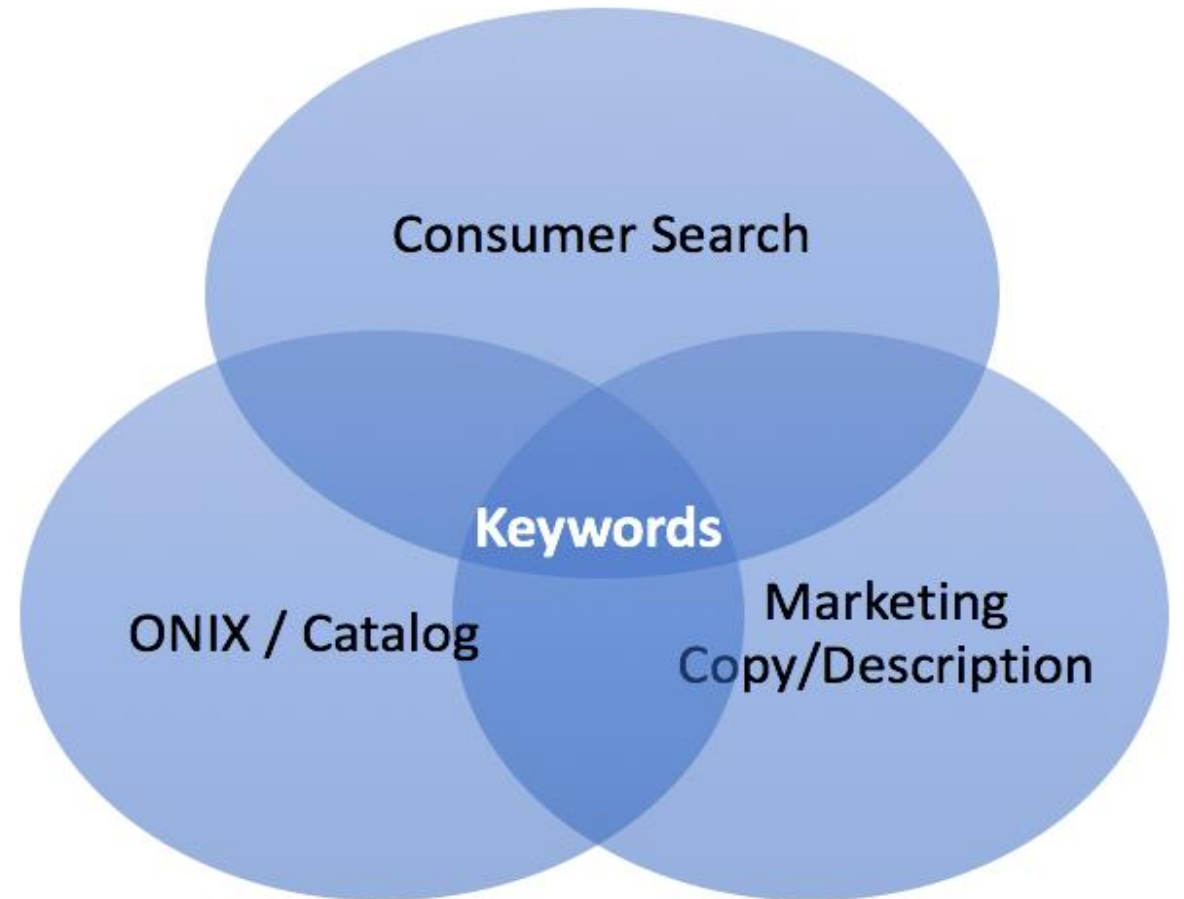 Consumer Search
Keywords
ONIX / Catalog
Marketing
Copy/Description